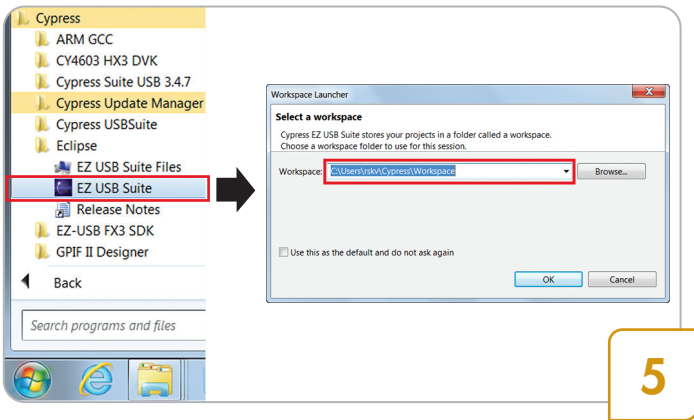 Cypress
ARM GCC
CY4603 HX3 DVK
Cypress Suite USB 3.4.7
Cypress Update Manager
Cypress USBSuite
Eclipse
EZ USB Suite Files
EZ USB Suite
Release Notes
EZ-USB FX3 SDK
GPIF II Designer
Back
Search programs and files
Workspace Launcher
Select a workspace
Cypress EZ USB Suite stores your projects in a folder called a workspace.
Choose a workspace folder to use for this session.
Workspace: C:\Users\rskv\Cypress\Workspace Browse...
Use this as the default and do not ask again
OK Cancel
5